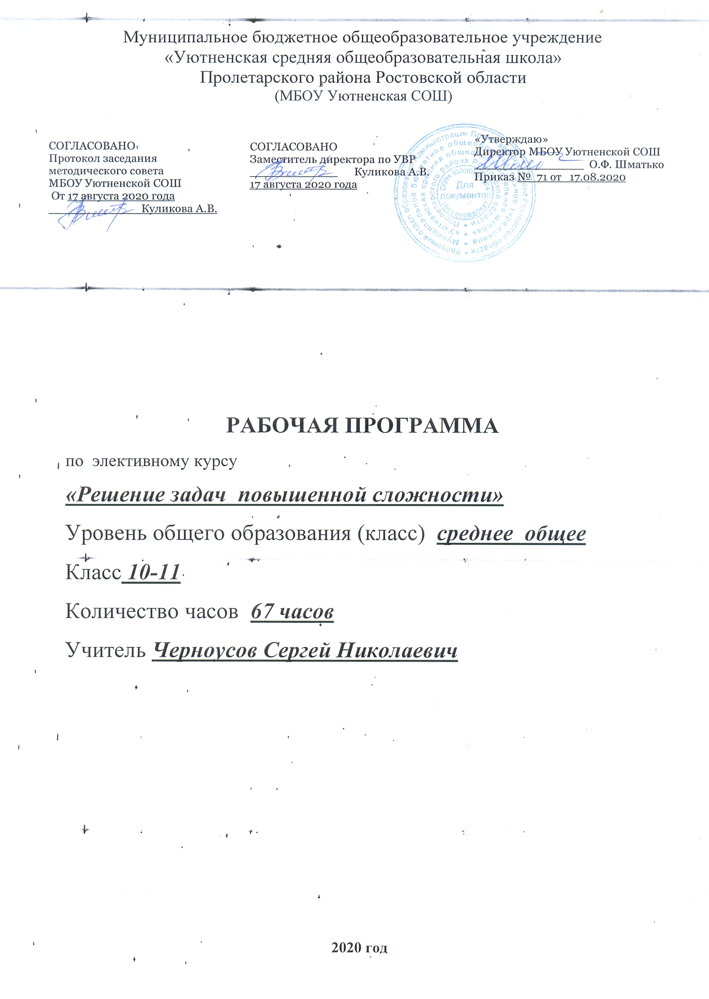 Муниципальное бюджетное общеобразовательное учреждение
«Уютненская средняя общеобразовательная школа»
Пролетарского района Ростовской области
(МБОУ Уютненская СОШ)
СОГЛАСОВАНО
Протокол заседания
методического совета
МБОУ Уютненской СОШ
От 17 августа 2020 года
Куликова А.В.
СОГЛАСОВАНО
Заместитель директора по УВР
Куликова А.В.
17 августа 2020 года
«Утверждаю»
Директор МБОУ Уютненской СОШ
О.Ф. Шматько
Приказ № 71 от 17.08.2020
Для
документов
РАБОЧАЯ ПРОГРАММА
по элективному курсу
«Решение задач повышенной сложности»
Уровень общего образования (класс) среднее общее
Класс 10-11
Количество часов 67 часов
Учитель Черноусов Сергей Николаевич
2020 год